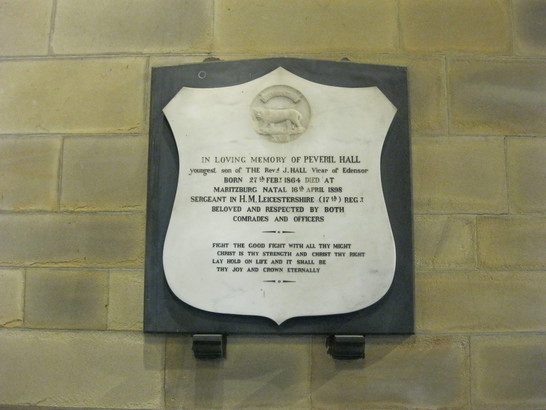 IN LOVING MEMORY OF PEVERIL HALL
youngest son of THE Revd J. HALL Vicar of Edensor
BORN 27th FEBy 1864 DIED AT
MARITZBURG NATAL 16th APRIL 1898
SERGEANT IN H.M. LEICESTERSHIRE (17th) REGt
BELOVED AND RESPECTED BY BOTH
COMRADES AND OFFICERS
FIGHT THE GOOD FIGHT WITH ALL THY MIGHT
CHRIST IS THY STRENGTH AND CHRIST THY RIGHT
LAY HOLD ON LIFE AND IT SHALL BE
THY JOY AND CROWN ETERNALLY